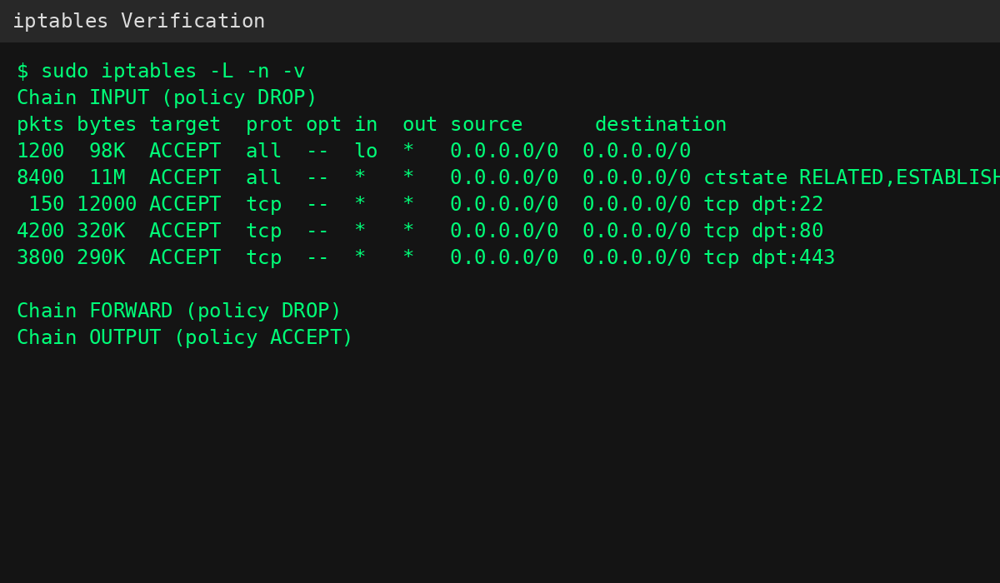 iptables Verification
$ sudo iptables -L -n -v
Chain INPUT (policy DROP)
pkts bytes target  prot opt in  out source      destination
1200  98K  ACCEPT  all  --  lo  *   0.0.0.0/0  0.0.0.0/0
8400  11M  ACCEPT  all  --  *   *   0.0.0.0/0  0.0.0.0/0 ctstate RELATED,ESTABLISH
 150 12000 ACCEPT  tcp  --  *   *   0.0.0.0/0  0.0.0.0/0 tcp dpt:22
4200 320K  ACCEPT  tcp  --  *   *   0.0.0.0/0  0.0.0.0/0 tcp dpt:80
3800 290K  ACCEPT  tcp  --  *   *   0.0.0.0/0  0.0.0.0/0 tcp dpt:443
Chain FORWARD (policy DROP)
Chain OUTPUT (policy ACCEPT)